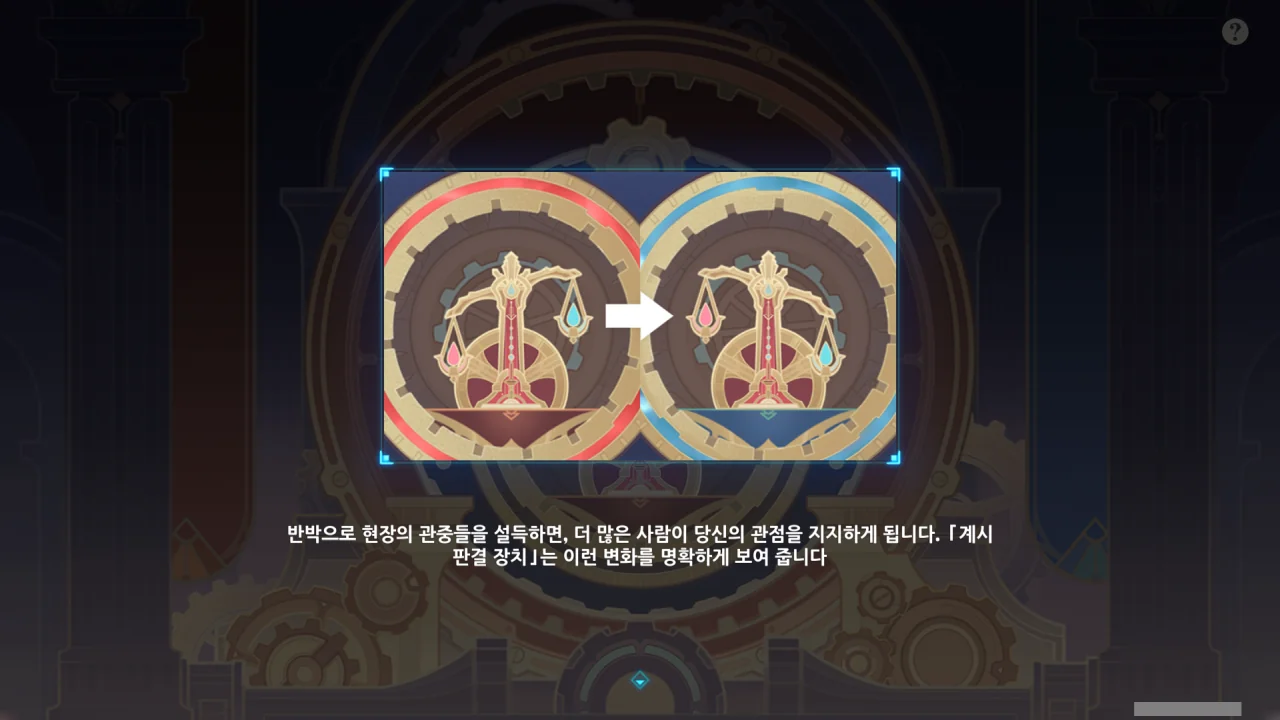 ?
반박으로 현장의 관중들을 설득하면, 더 많은 사람이 당신의 관점을 지지하게 됩니다. 「계시
판결 장치」는 이런 변화를 명확하게 보여 줍니다